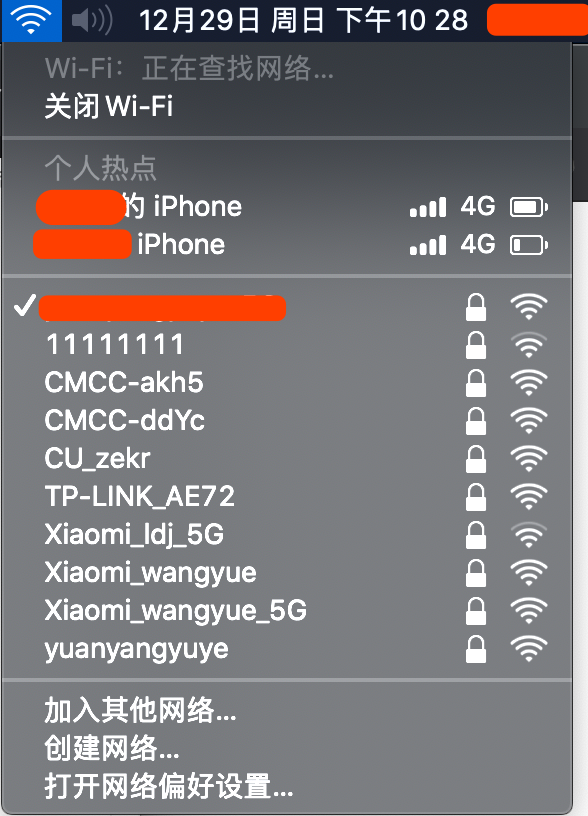 12月29日 周日 下午10 28
Wi-Fi：正在查找网络...
关闭 Wi-Fi
个人热点
的 iPhone 4G
iPhone 4G
11111111
CMCC-akh5
CMCC-ddYc
CU_zekr
TP-LINK_AE72
Xiaomi_ldj_5G
Xiaomi_wangyue
Xiaomi_wangyue_5G
yuanyangyuye
加入其他网络...
创建网络...
打开网络偏好设置...